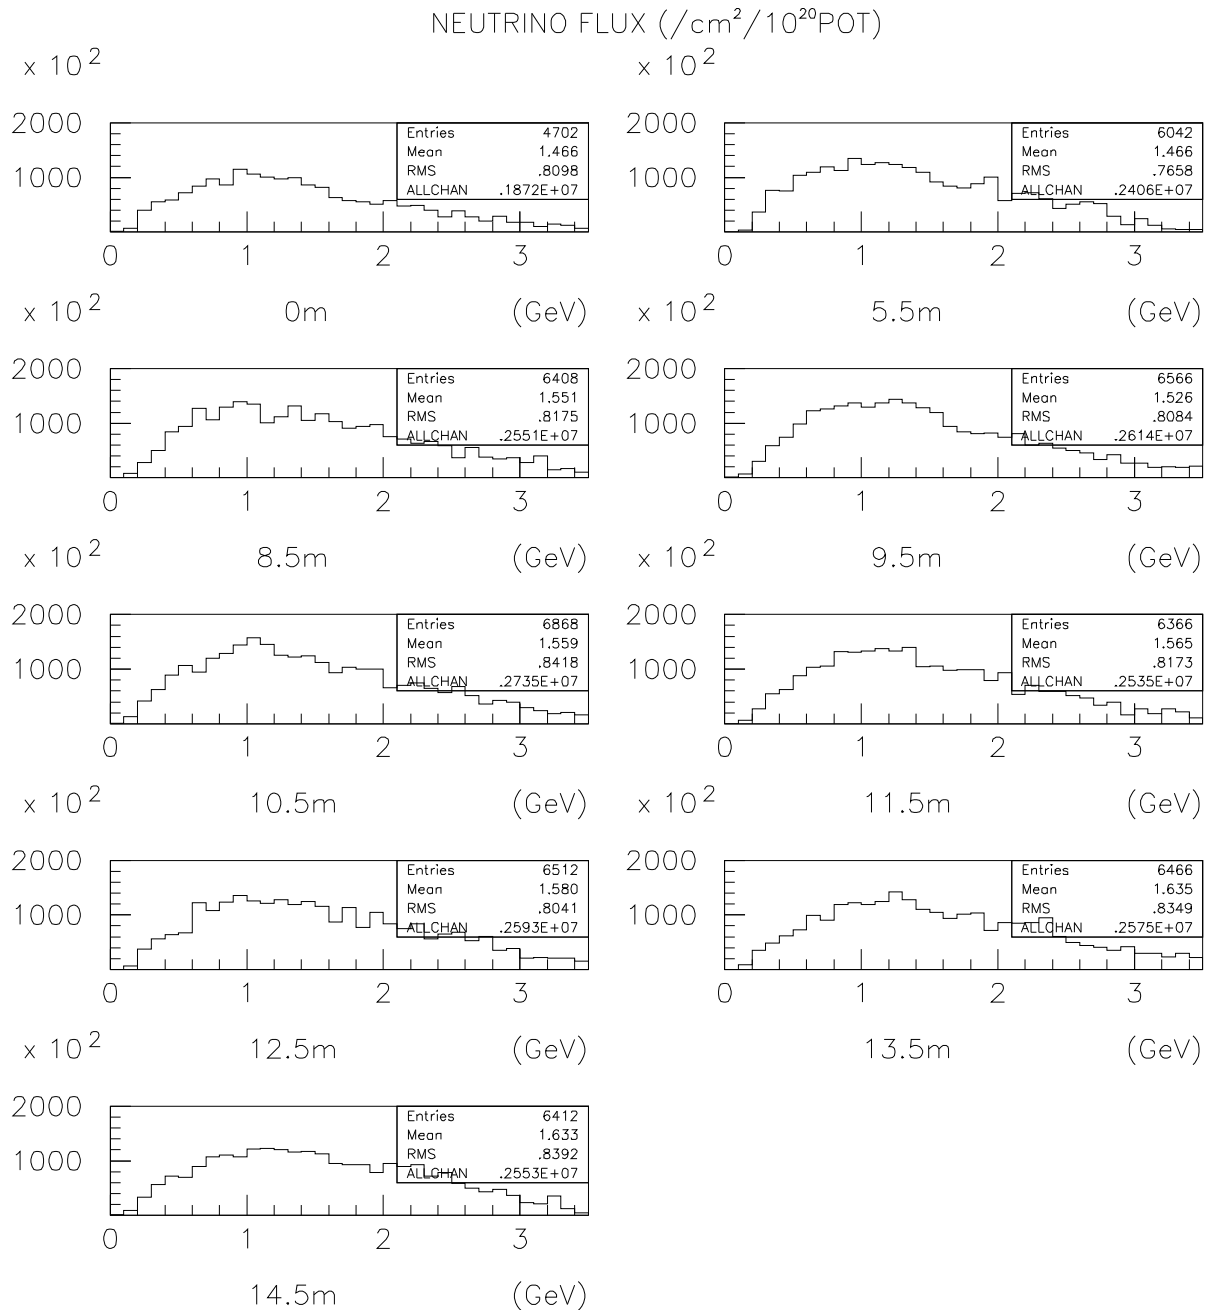 NEUTRINO FLUX (/cm²/10²⁰POT)
x 10²
2000
1000
Entries 4702
Mean 1.466
RMS .8098
ALLCHAN .1872E+07
0 1 2 3
0m (GeV)
x 10²
2000
1000
Entries 6042
Mean 1.466
RMS .7658
ALLCHAN .2406E+07
0 1 2 3
5.5m (GeV)
x 10²
2000
1000
Entries 6408
Mean 1.551
RMS .8175
ALLCHAN .2551E+07
0 1 2 3
8.5m (GeV)
x 10²
2000
1000
Entries 6566
Mean 1.526
RMS .8084
ALLCHAN .2614E+07
0 1 2 3
9.5m (GeV)
x 10²
2000
1000
Entries 6868
Mean 1.559
RMS .8418
ALLCHAN .2735E+07
0 1 2 3
10.5m (GeV)
x 10²
2000
1000
Entries 6366
Mean 1.565
RMS .8173
ALLCHAN .2535E+07
0 1 2 3
11.5m (GeV)
x 10²
2000
1000
Entries 6512
Mean 1.580
RMS .8041
ALLCHAN .2593E+07
0 1 2 3
12.5m (GeV)
x 10²
2000
1000
Entries 6466
Mean 1.635
RMS .8349
ALLCHAN .2575E+07
0 1 2 3
13.5m (GeV)
x 10²
2000
1000
Entries 6412
Mean 1.633
RMS .8392
ALLCHAN .2553E+07
0 1 2 3
14.5m (GeV)